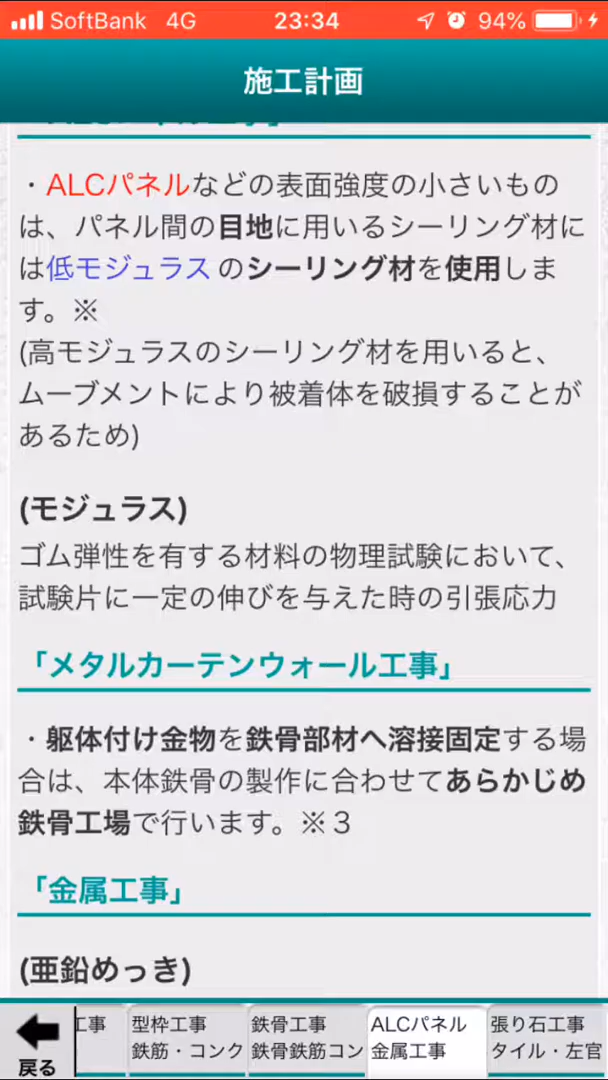 SoftBank 4G 23:34 94%
施工計画
・ALCパネルなどの表面強度の小さいもの
は、パネル間の目地に用いるシーリング材に
は低モジュラスのシーリング材を使用しま
す。※
(高モジュラスのシーリング材を用いると、
ムーブメントにより被着体を破損することが
あるため)
(モジュラス)
ゴム弾性を有する材料の物理試験において、
試験片に一定の伸びを与えた時の引張応力
「メタルカーテンウォール工事」
・躯体付け金物を鉄骨部材へ溶接固定する場
合は、本体鉄骨の製作に合わせてあらかじめ
鉄骨工場で行います。※３
「金属工事」
(亜鉛めっき)
戻る
工事
型枠工事
鉄筋・コンク
鉄骨工事
鉄骨鉄筋コン
ALCパネル
金属工事
張り石工事
タイル・左官